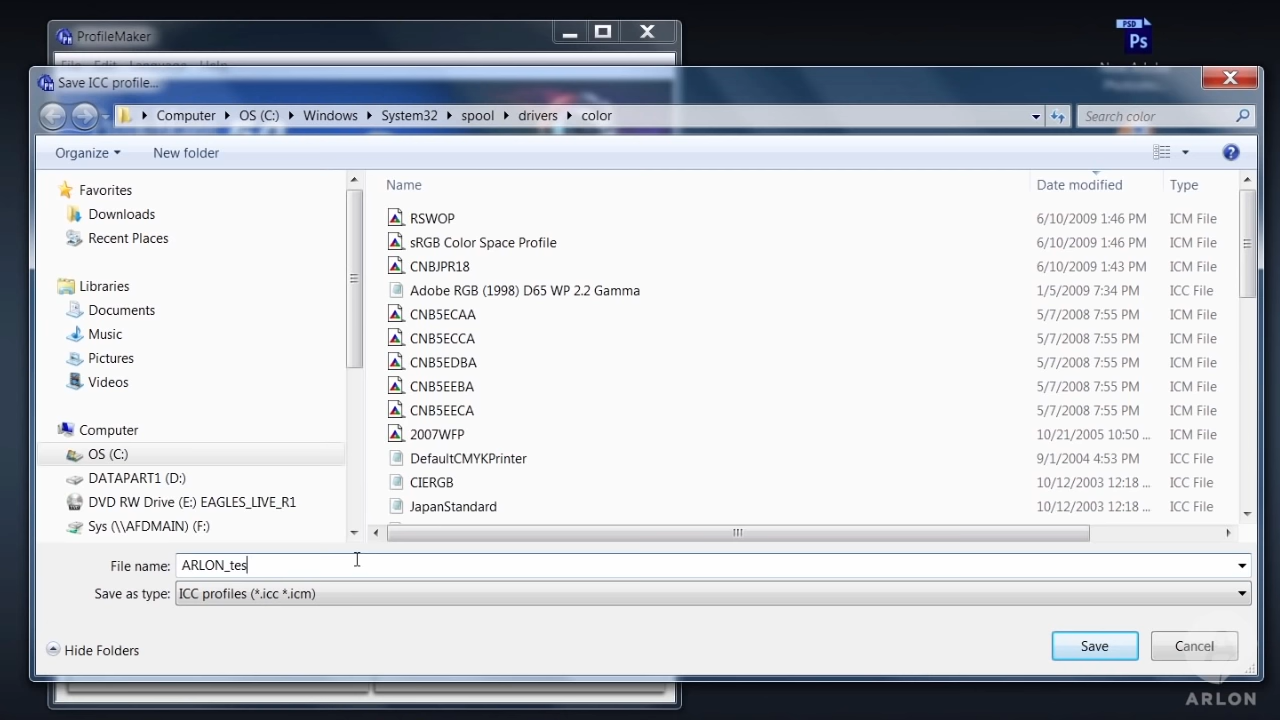 PSD
Ps
ProfileMaker
File Edit Language Help
Save ICC profile...
Computer OS (C:) Windows System32 spool drivers color
Search color
Organize New folder
Name Date modified Type
Favorites
Downloads
Recent Places
Libraries
Documents
Music
Pictures
Videos
Computer
OS (C:)
DATAPART1 (D:)
DVD RW Drive (E:) EAGLES_LIVE_R1
Sys (\\AFDMAIN) (F:)
RSWOP 6/10/2009 1:46 PM ICM File
sRGB Color Space Profile 6/10/2009 1:46 PM ICM File
CNBJPR18 6/10/2009 1:43 PM ICM File
Adobe RGB (1998) D65 WP 2.2 Gamma 1/5/2009 7:34 PM ICC File
CNB5ECAA 5/7/2008 7:55 PM ICM File
CNB5ECCA 5/7/2008 7:55 PM ICM File
CNB5EDBA 5/7/2008 7:55 PM ICM File
CNB5EEBA 5/7/2008 7:55 PM ICM File
CNB5EECA 5/7/2008 7:55 PM ICM File
2007WFP 10/21/2005 10:50 ... ICM File
DefaultCMYKPrinter 9/1/2004 4:53 PM ICC File
CIERGB 10/12/2003 12:18 ... ICC File
JapanStandard 10/12/2003 12:18 ... ICC File
File name: ARLON_tes
Save as type: ICC profiles (*.icc *.icm)
Hide Folders
Save
Cancel
ARLON